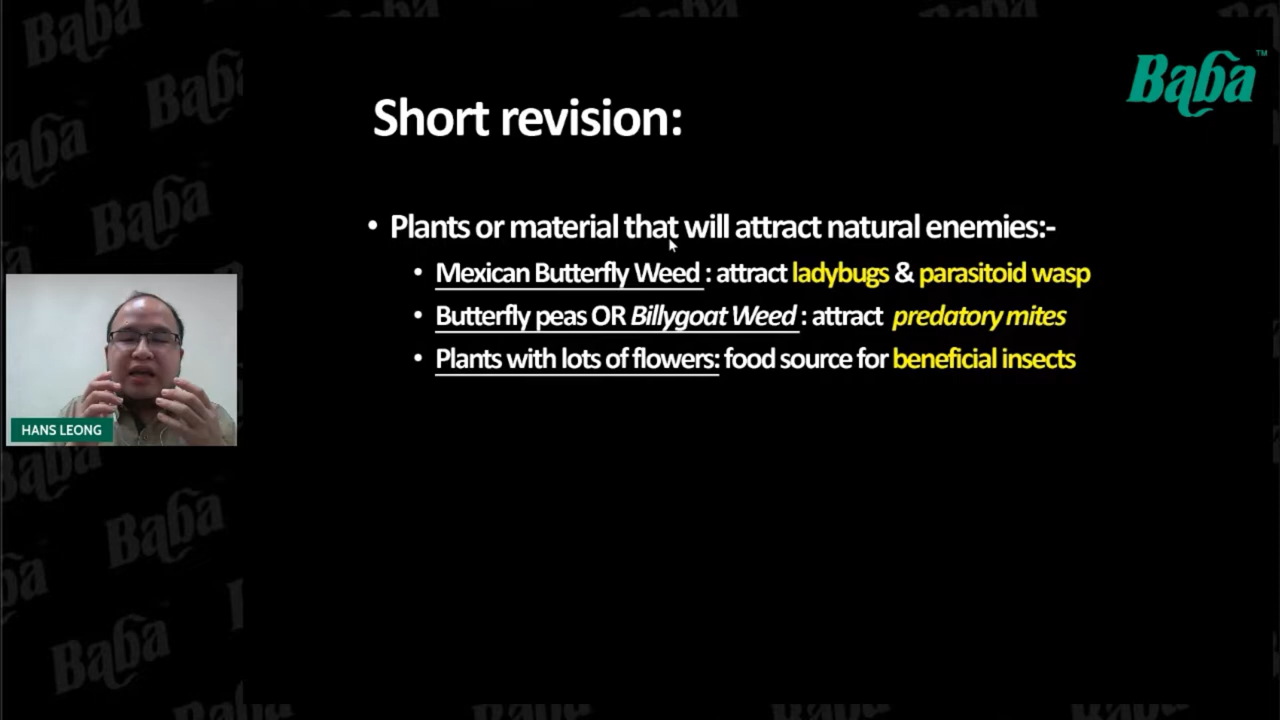 Baba™
Short revision:
• Plants or material that will attract natural enemies:-
• Mexican Butterfly Weed : attract ladybugs & parasitoid wasp
• Butterfly peas OR Billygoat Weed : attract predatory mites
• Plants with lots of flowers: food source for beneficial insects
HANS LEONG